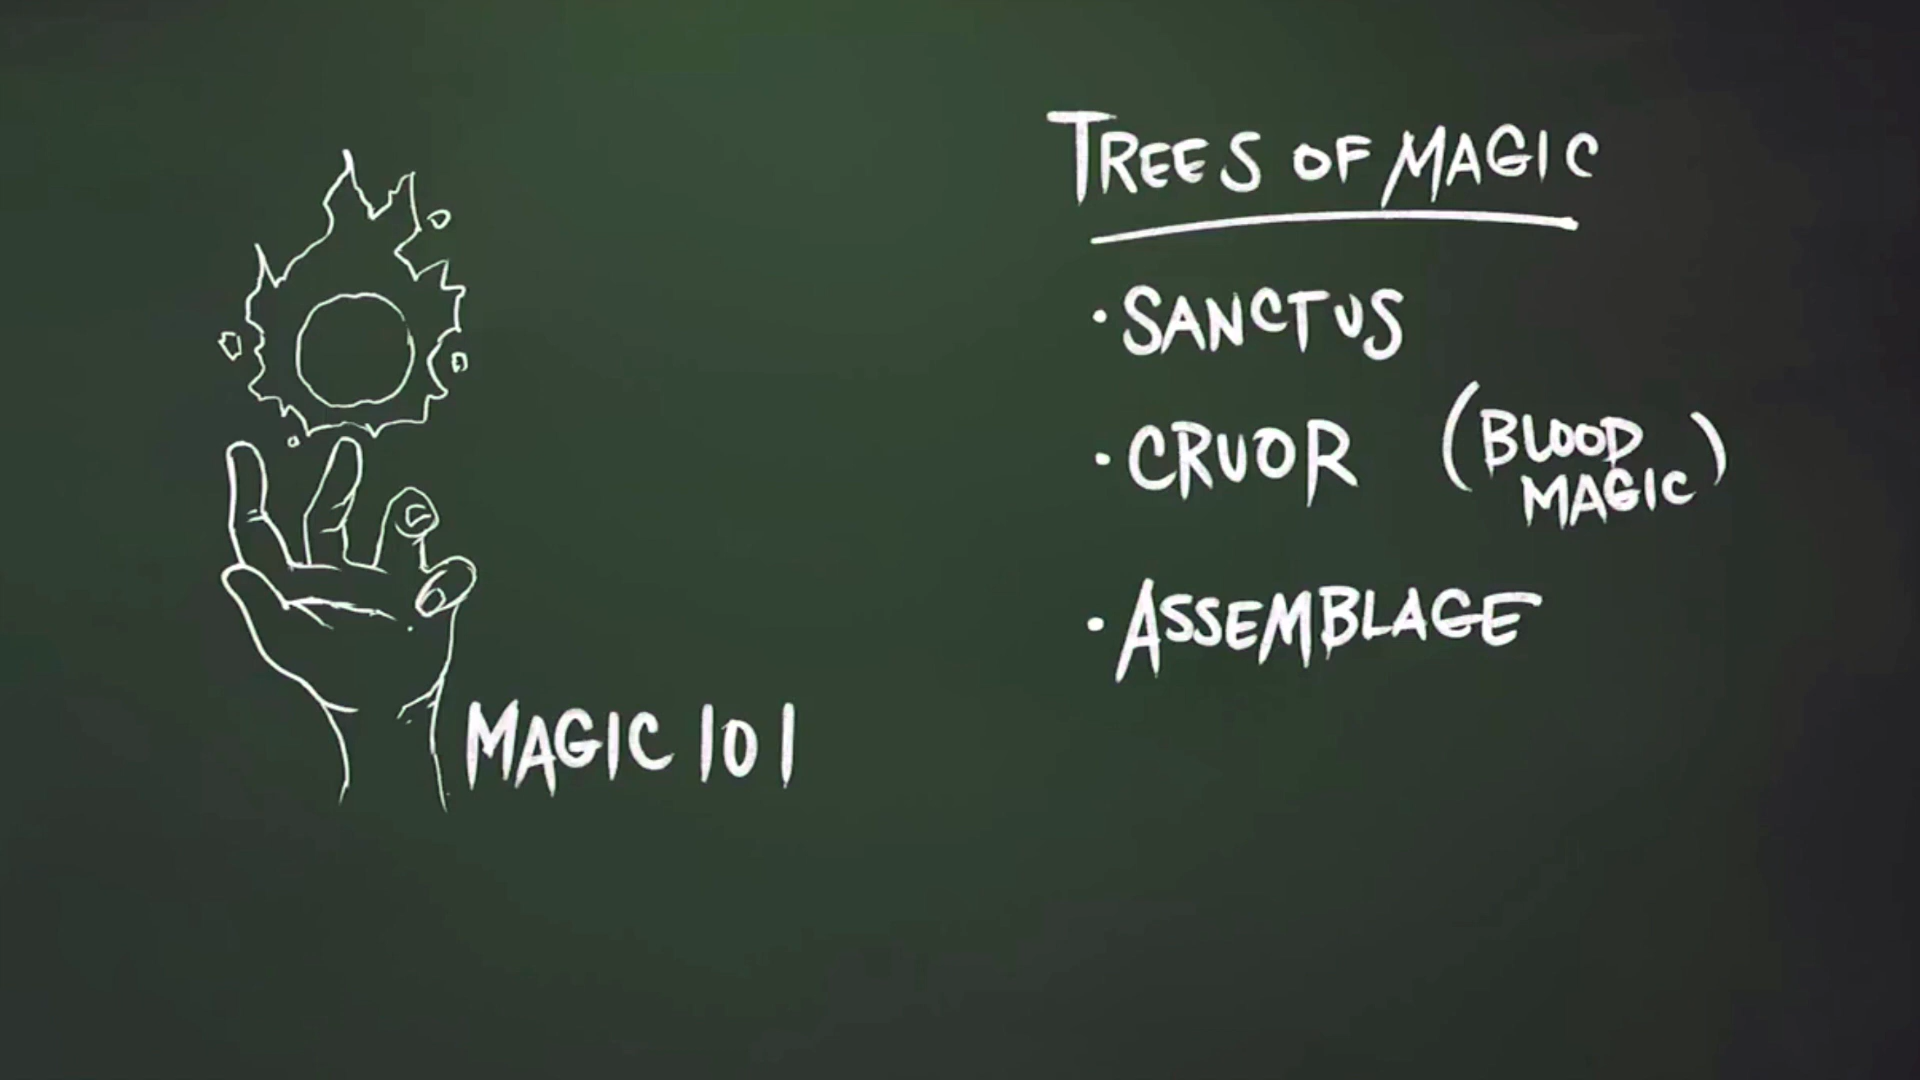 TREES OF MAGIC
· SANCTUS
· CRUOR (BLOOD
MAGIC)
· ASSEMBLAGE
MAGIC 101